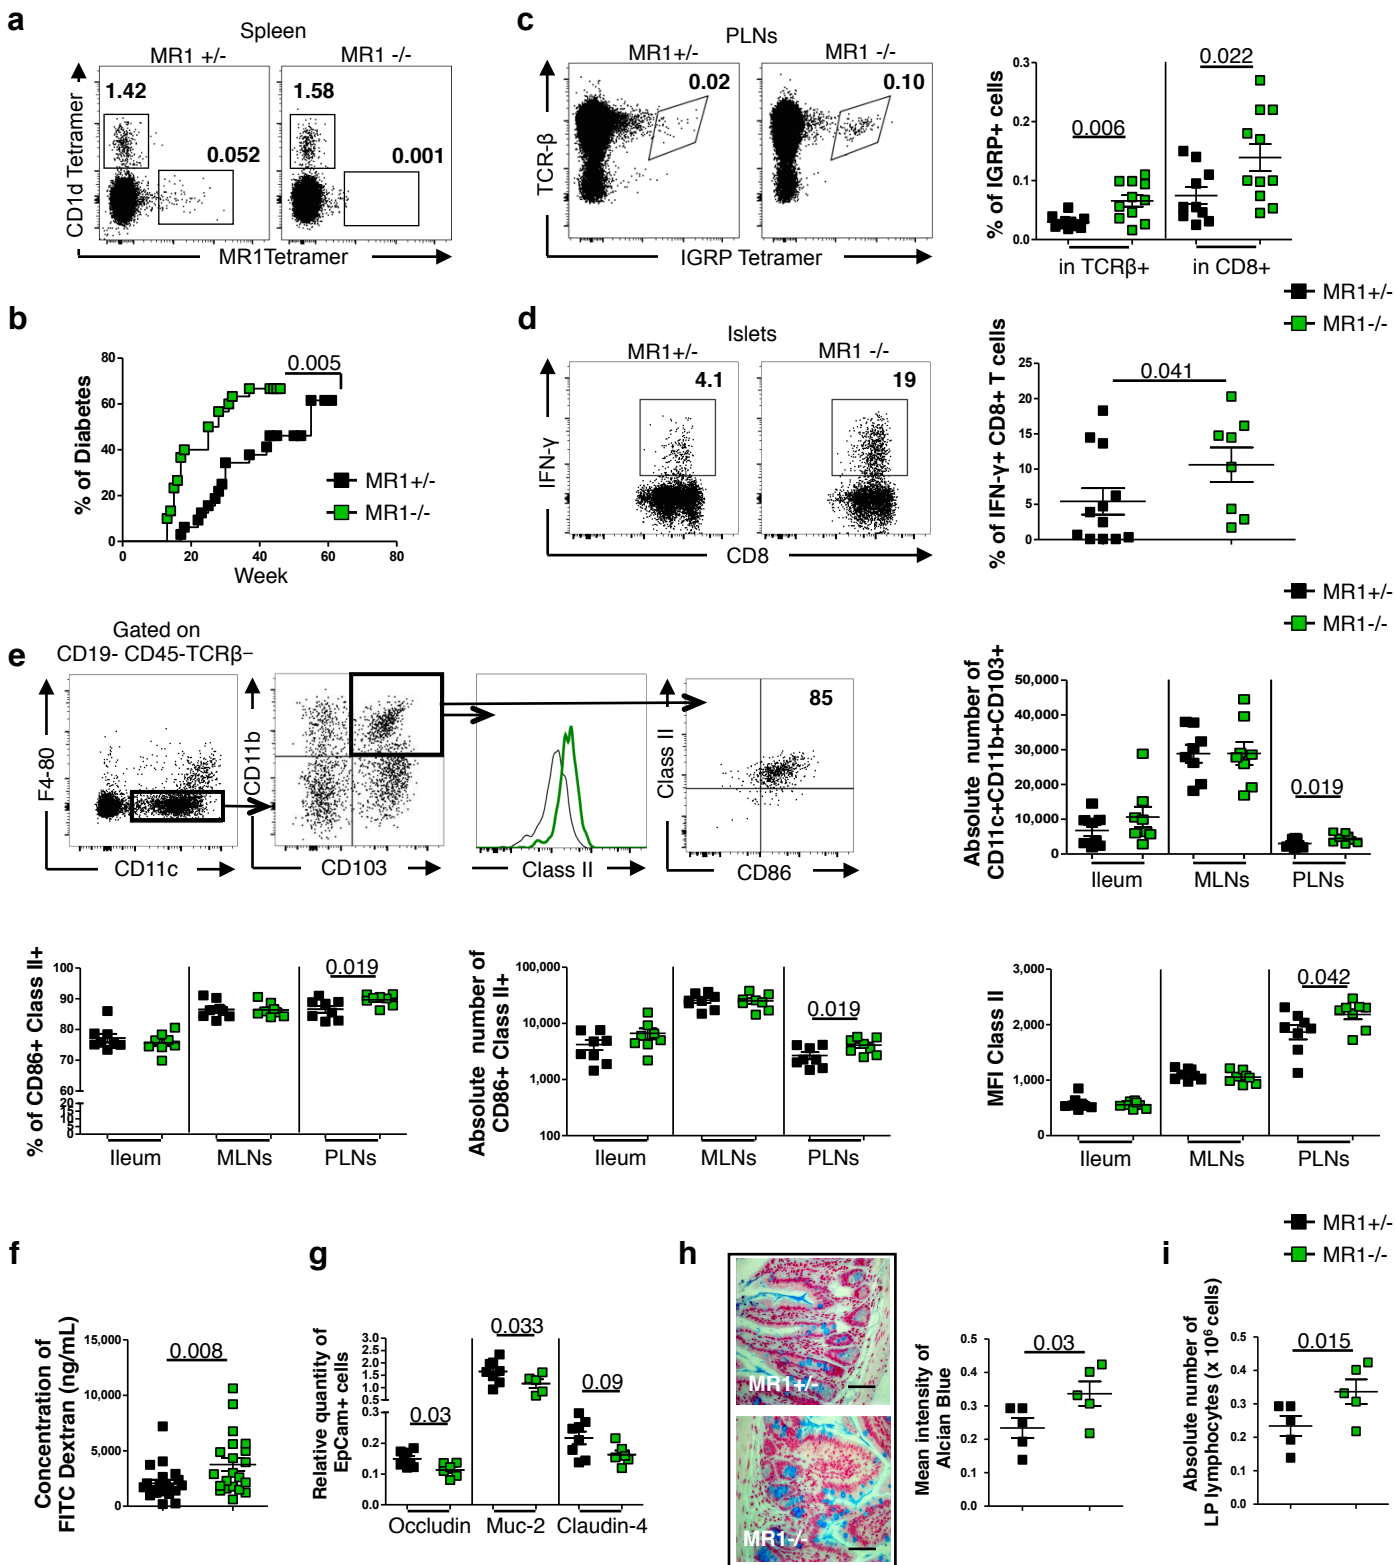 a
Spleen
MR1 +/-
MR1 -/-
1.42
0.052
1.58
0.001
CD1d Tetramer
MR1Tetramer
c
PLNs
MR1+/-
MR1 -/-
0.02
0.10
TCR-β
IGRP Tetramer
% of IGRP+ cells
0.3
0.2
0.1
0.0
0.006
0.022
in TCRβ+
in CD8+
MR1+/-
MR1-/-
b
% of Diabetes
80
60
40
20
0
0.005
MR1+/-
MR1-/-
0
20
40
60
80
Week
d
Islets
MR1+/-
MR1 -/-
4.1
19
IFN-γ
CD8
% of IFN-γ+ CD8+ T cells
25
20
15
10
5
0
0.041
MR1+/-
MR1-/-
e
Gated on
CD19- CD45-TCRβ–
F4-80
CD11c
CD11b
CD103
Class II
Class II
85
CD86
Absolute number of
CD11c+CD11b+CD103+
50,000
40,000
30,000
20,000
10,000
0
0.019
Ileum
MLNs
PLNs
% of CD86+ Class II+
100
90
80
70
60
20
15
10
5
0
0.019
Ileum
MLNs
PLNs
Absolute number of
CD86+ Class II+
100,000
10,000
1,000
100
0.019
Ileum
MLNs
PLNs
MFI Class II
3,000
2,000
1,000
0
0.042
Ileum
MLNs
PLNs
MR1+/-
MR1-/-
f
Concentration of
FITC Dextran (ng/mL)
15,000
10,000
5,000
0
0.008
g
Relative quantity of
EpCam+ cells
3.0
2.5
2.0
1.5
1.0
0.5
0.3
0.2
0.1
0.0
0.03
0.033
0.09
Occludin
Muc-2
Claudin-4
h
MR1+/-
MR1-/-
Mean intensity of
Alcian Blue
0.5
0.4
0.3
0.2
0.1
0.0
0.03
i
Absolute number of
LP lymphocytes (x 10⁶ cells)
0.5
0.4
0.3
0.2
0.1
0.0
0.015